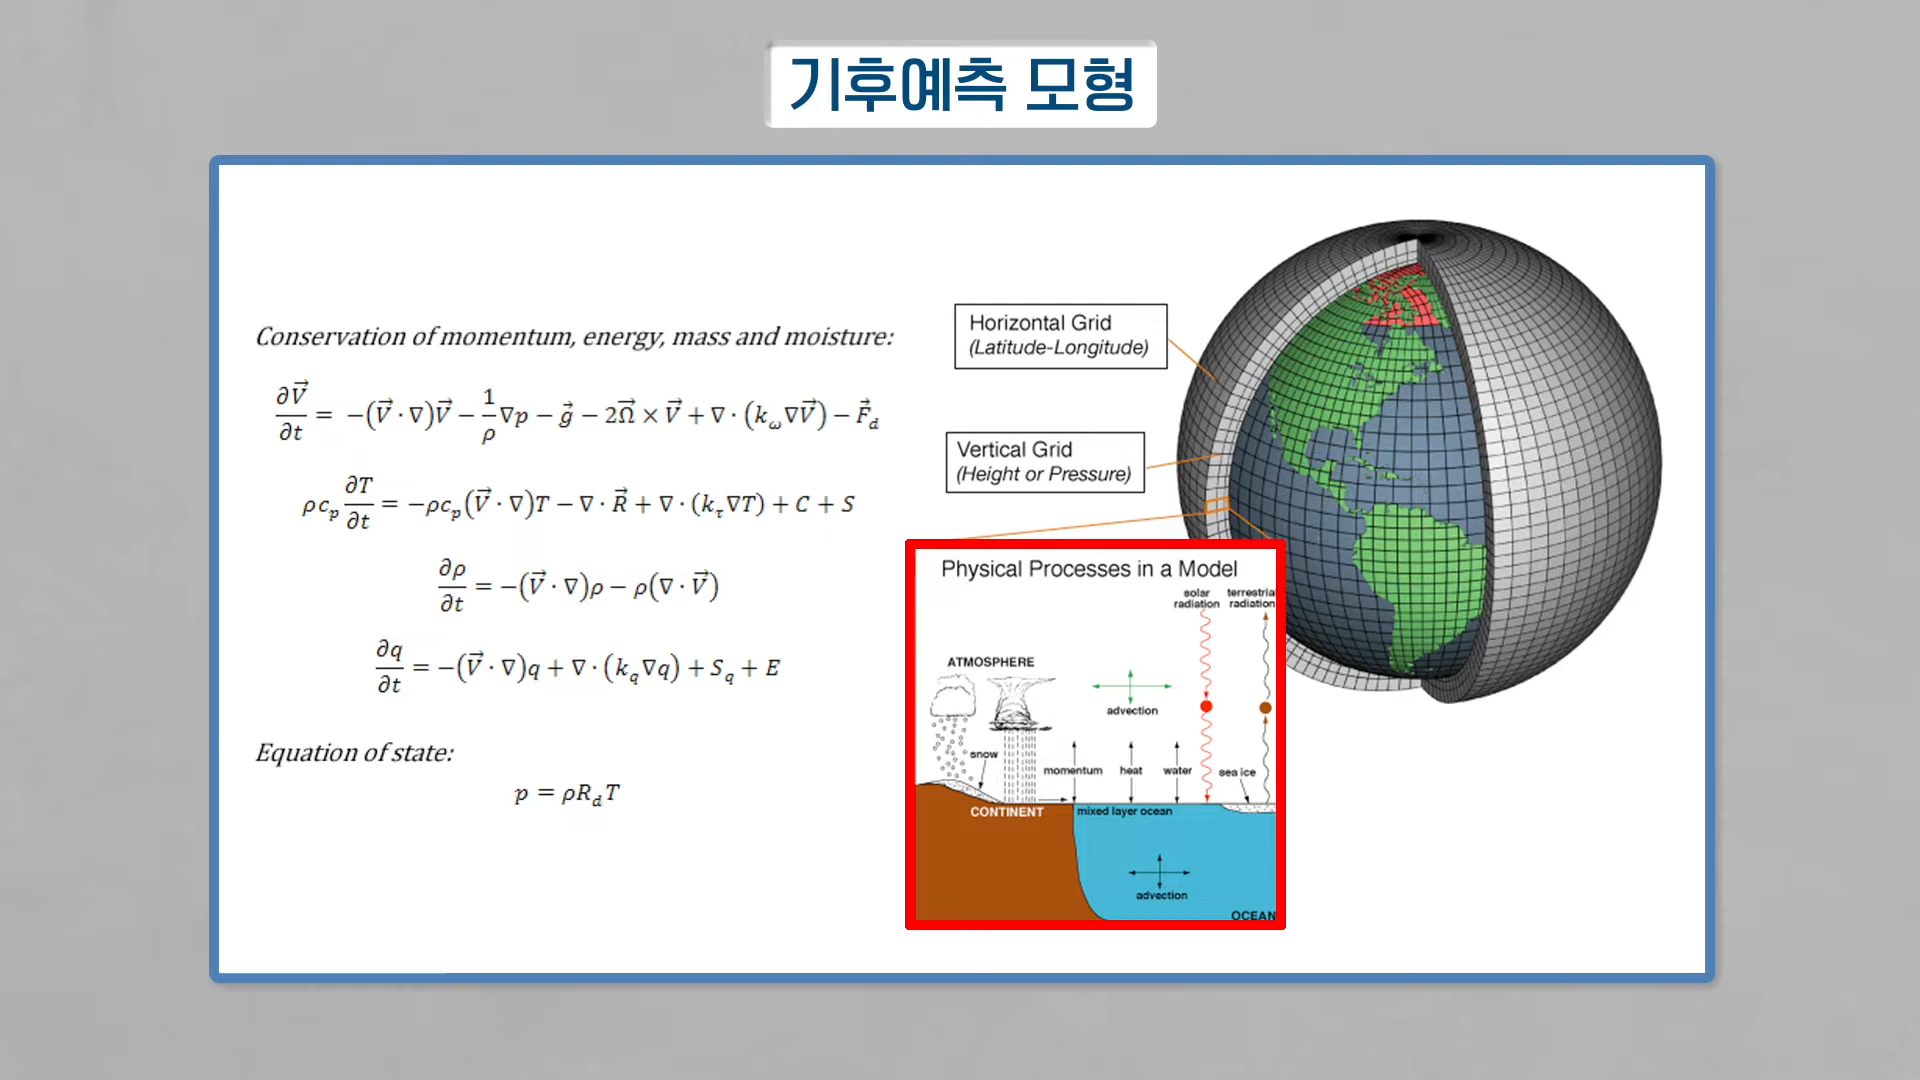 기후예측 모형
Conservation of momentum, energy, mass and moisture:
∂V⃗/∂t = −(V⃗ · ∇)V⃗ − 1/ρ ∇p − g⃗ − 2Ω⃗ × V⃗ + ∇ · (k_ω∇V⃗) − F⃗_d
ρc_p ∂T/∂t = −ρc_p(V⃗ · ∇)T − ∇ · R⃗ + ∇ · (k_τ∇T) + C + S
∂ρ/∂t = −(V⃗ · ∇)ρ − ρ(∇ · V⃗)
∂q/∂t = −(V⃗ · ∇)q + ∇ · (k_q∇q) + S_q + E
Equation of state:
p = ρR_dT
Horizontal Grid
(Latitude-Longitude)
Vertical Grid
(Height or Pressure)
Physical Processes in a Model
solar
radiation
terrestria
radiation
ATMOSPHERE
advection
snow
momentum
heat
water
sea ice
CONTINENT
mixed layer ocean
advection
OCEAN